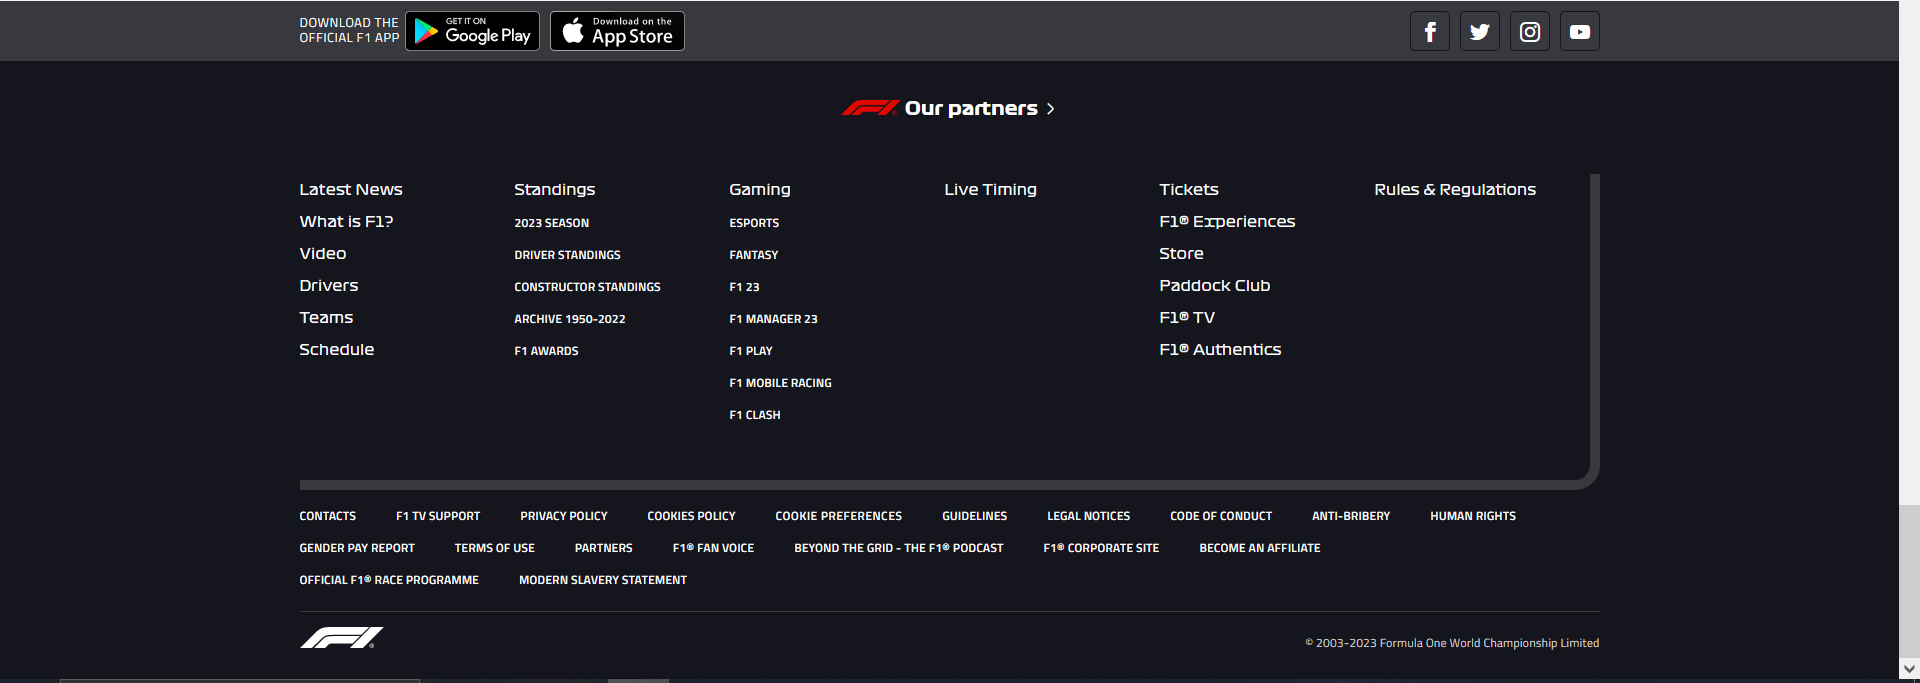 DOWNLOAD THE
OFFICIAL F1 APP
GET IT ON
Google Play
Download on the
App Store
F1 Our partners
Latest News
What is F1?
Video
Drivers
Teams
Schedule
Standings
2023 SEASON
DRIVER STANDINGS
CONSTRUCTOR STANDINGS
ARCHIVE 1950-2022
F1 AWARDS
Gaming
ESPORTS
FANTASY
F1 23
F1 MANAGER 23
F1 PLAY
F1 MOBILE RACING
F1 CLASH
Live Timing
Tickets
F1® Experiences
Store
Paddock Club
F1® TV
F1® Authentics
Rules & Regulations
CONTACTS F1 TV SUPPORT PRIVACY POLICY COOKIES POLICY COOKIE PREFERENCES GUIDELINES LEGAL NOTICES CODE OF CONDUCT ANTI-BRIBERY HUMAN RIGHTS
GENDER PAY REPORT TERMS OF USE PARTNERS F1® FAN VOICE BEYOND THE GRID - THE F1® PODCAST F1® CORPORATE SITE BECOME AN AFFILIATE
OFFICIAL F1® RACE PROGRAMME MODERN SLAVERY STATEMENT
F1®
© 2003-2023 Formula One World Championship Limited